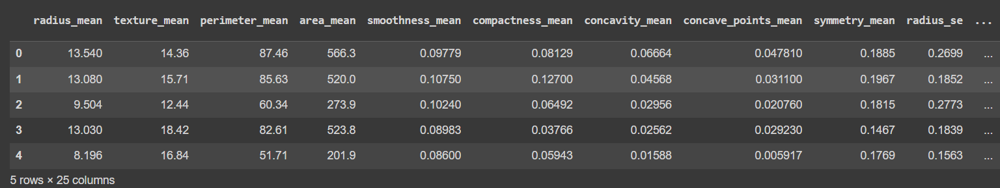 radius_mean texture_mean perimeter_mean area_mean smoothness_mean compactness_mean concavity_mean concave_points_mean symmetry_mean radius_se ...
0 13.540 14.36 87.46 566.3 0.09779 0.08129 0.06664 0.047810 0.1885 0.2699 ...
1 13.080 15.71 85.63 520.0 0.10750 0.12700 0.04568 0.031100 0.1967 0.1852 ...
2 9.504 12.44 60.34 273.9 0.10240 0.06492 0.02956 0.020760 0.1815 0.2773 ...
3 13.030 18.42 82.61 523.8 0.08983 0.03766 0.02562 0.029230 0.1467 0.1839 ...
4 8.196 16.84 51.71 201.9 0.08600 0.05943 0.01588 0.005917 0.1769 0.1563 ...
5 rows × 25 columns